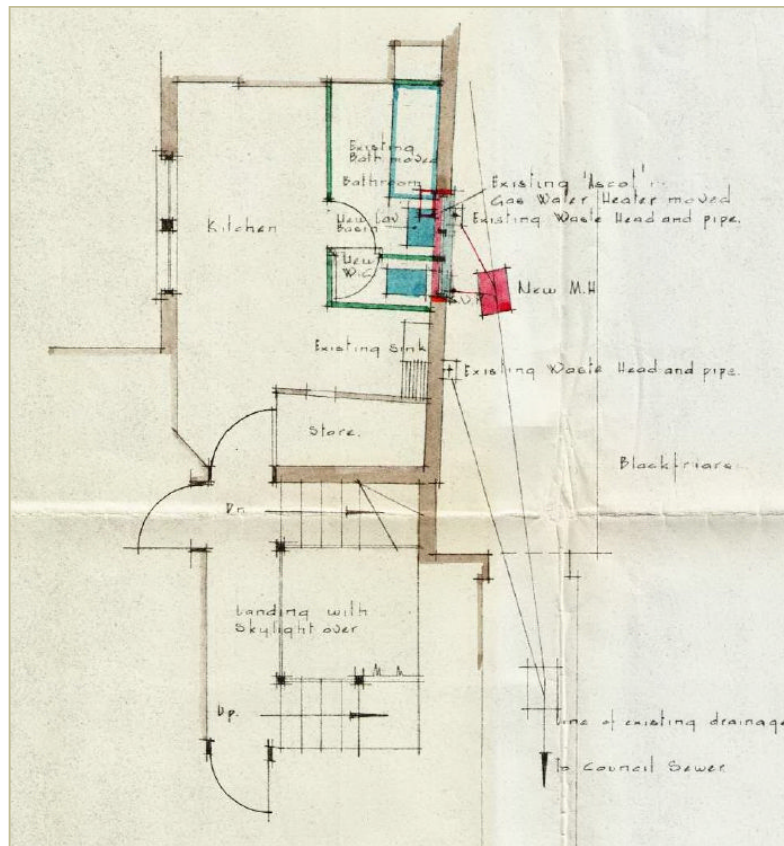 Existing
Bath moved
Bathroom
Existing 'Ascot'
Gas Water Heater moved
Existing Waste Head and pipe.
Kitchen
New Lav
Basin
New
W.C.
New M.H
Existing Sink
Existing Waste Head and pipe.
Store.
Blackfriars
Dn.
Landing with
Skylight over
Up.
Line of existing drainage
To Council Sewer